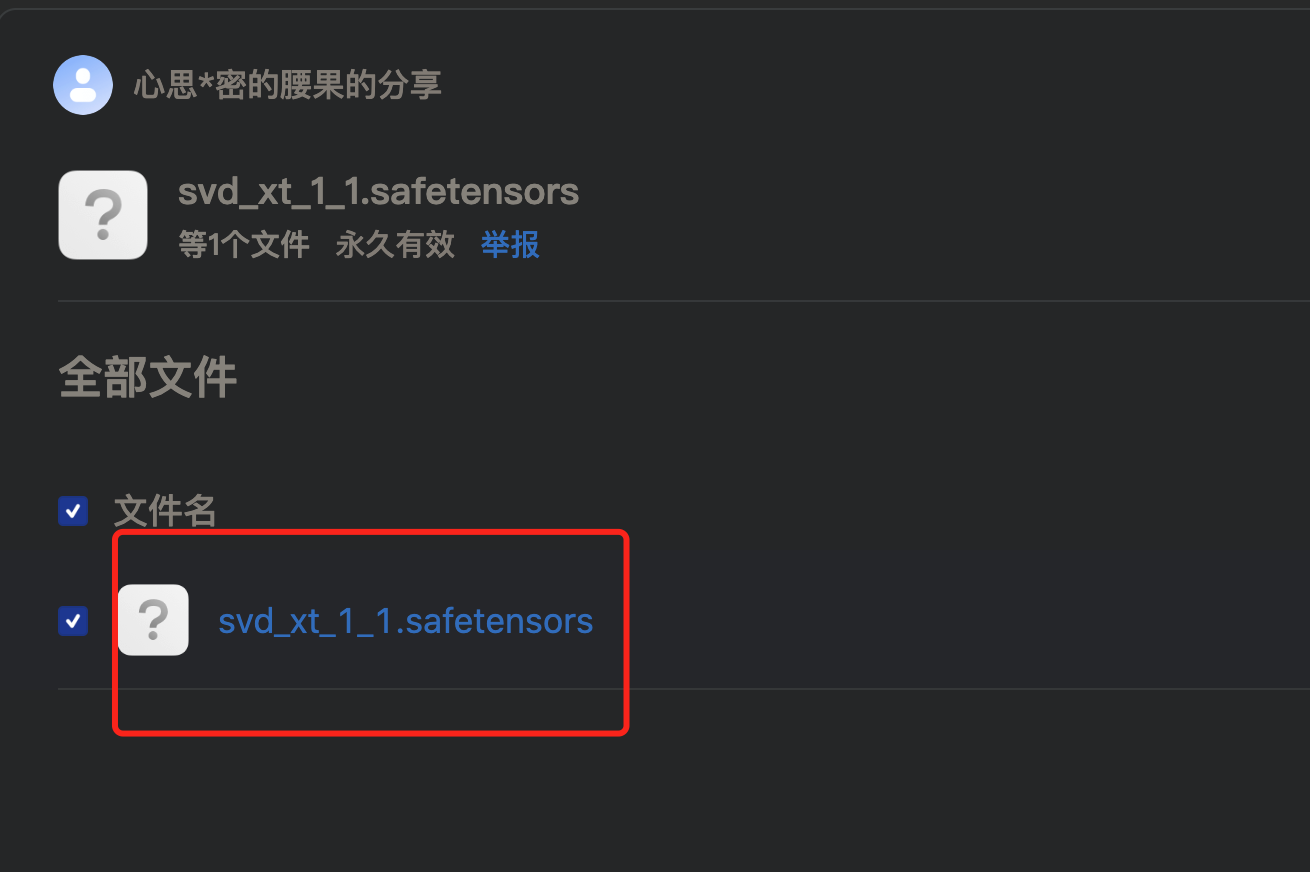 心思*密的腰果的分享
svd_xt_1_1.safetensors
等1个文件 永久有效 举报
全部文件
文件名
svd_xt_1_1.safetensors